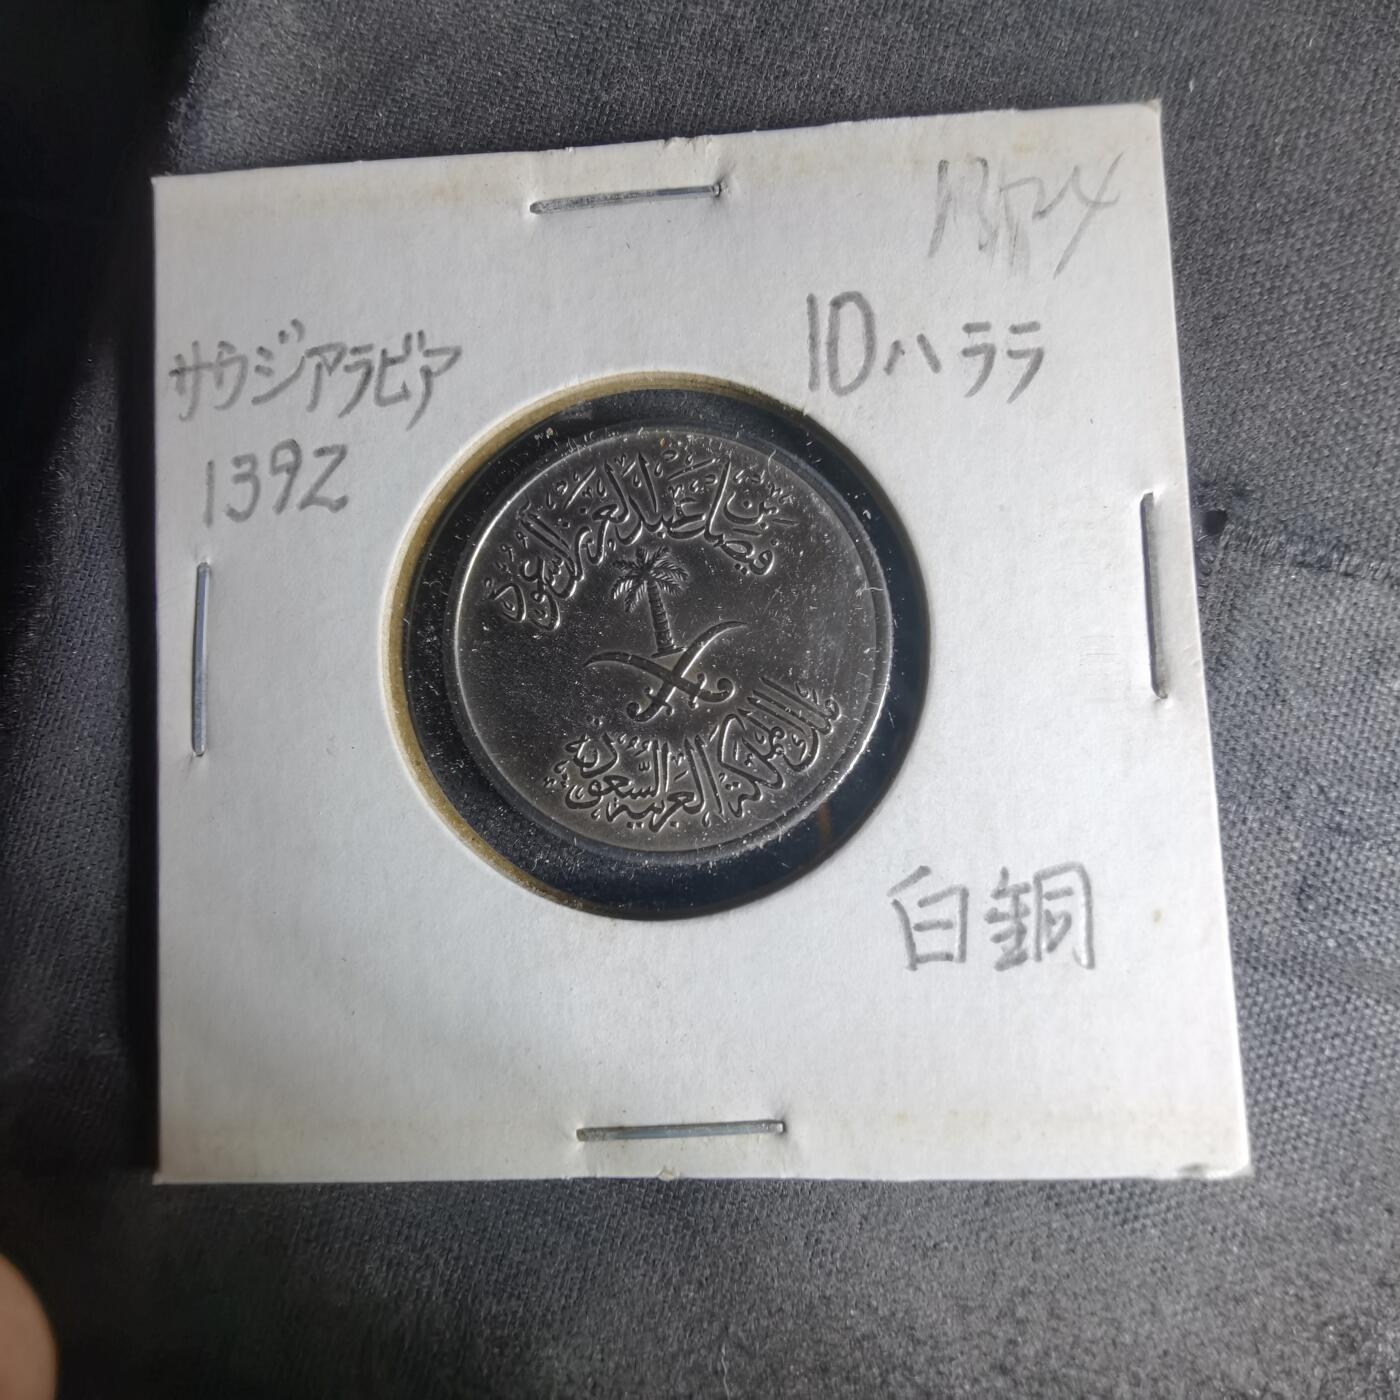 サウジアラビア
1392
10ハララ
فيصل بن عبد العزيز آل سعود
ملك المملكة العربية السعودية
白銅